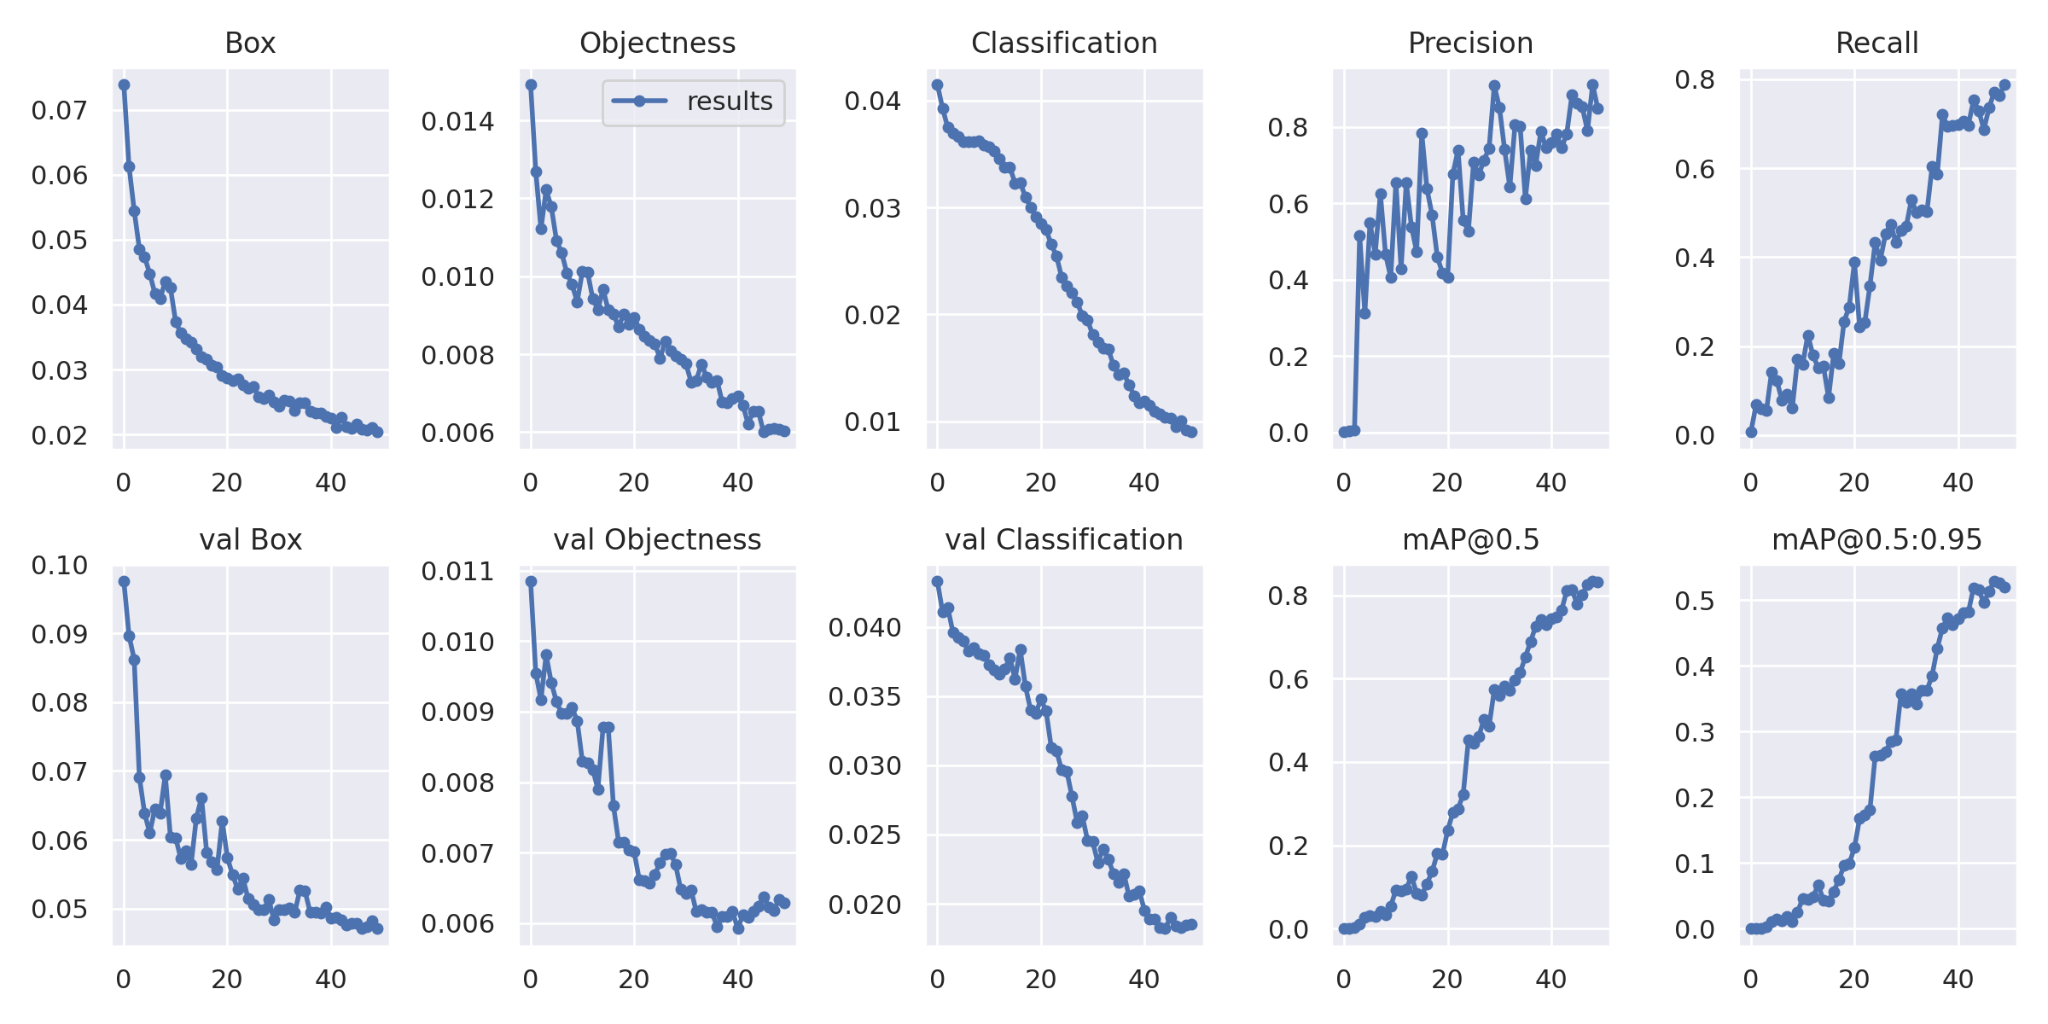 Box
Objectness
Classification
Precision
Recall
results
0.07
0.06
0.05
0.04
0.03
0.02
0 20 40
0.014
0.012
0.010
0.008
0.006
0 20 40
0.04
0.03
0.02
0.01
0 20 40
0.8
0.6
0.4
0.2
0.0
0 20 40
0.8
0.6
0.4
0.2
0.0
0 20 40
val Box
val Objectness
val Classification
mAP@0.5
mAP@0.5:0.95
0.10
0.09
0.08
0.07
0.06
0.05
0 20 40
0.011
0.010
0.009
0.008
0.007
0.006
0 20 40
0.040
0.035
0.030
0.025
0.020
0 20 40
0.8
0.6
0.4
0.2
0.0
0 20 40
0.5
0.4
0.3
0.2
0.1
0.0
0 20 40